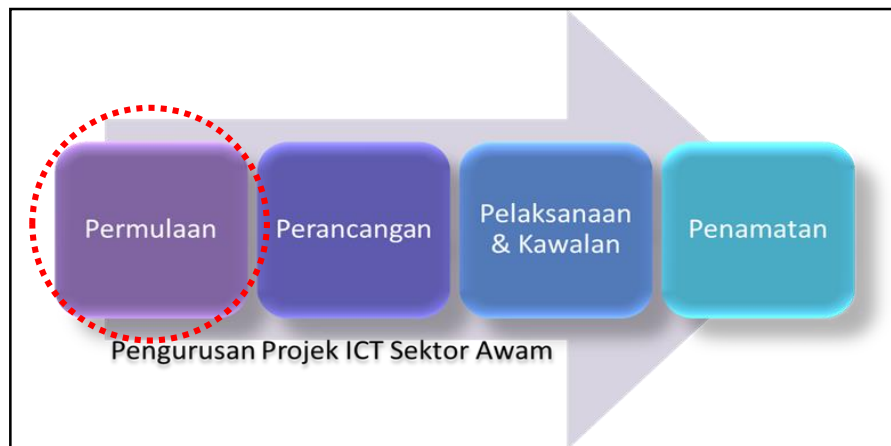 Permulaan
Perancangan
Pelaksanaan
& Kawalan
Penamatan
Pengurusan Projek ICT Sektor Awam